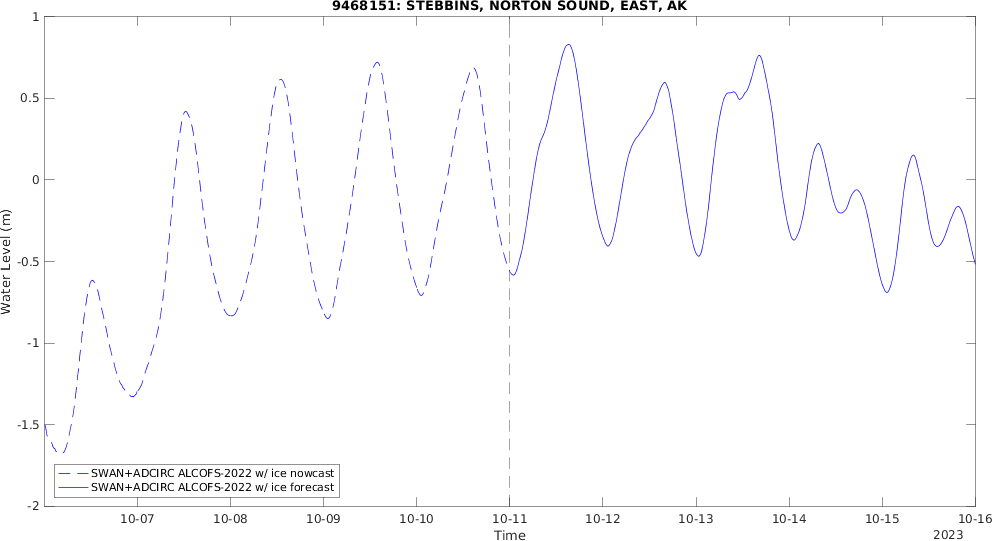 9468151: STEBBINS, NORTON SOUND, EAST, AK
1
0.5
0
-0.5
-1
-1.5
-2
Water Level (m)
SWAN+ADCIRC ALCOFS-2022 w/ ice nowcast
SWAN+ADCIRC ALCOFS-2022 w/ ice forecast
10-07 10-08 10-09 10-10 10-11 10-12 10-13 10-14 10-15 10-16
Time
2023